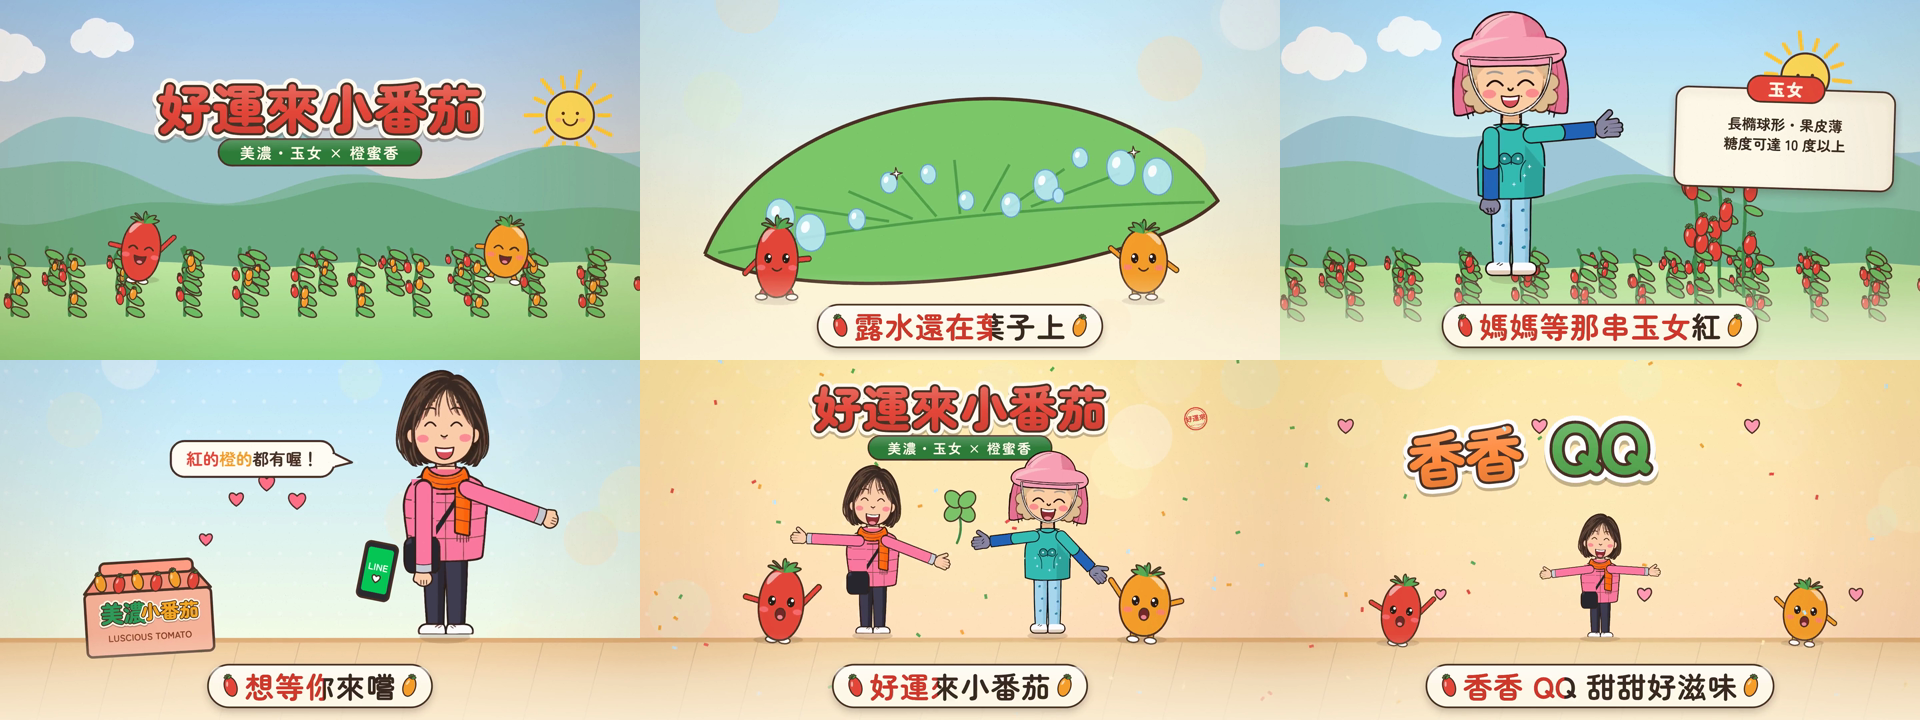 好運來小番茄
美濃・玉女 × 橙蜜香
露水還在葉子上
玉女
長橢球形・果皮薄
糖度可達 10 度以上
媽媽等那串玉女紅
紅的橙的都有喔！
LINE
美濃小番茄
LUSCIOUS TOMATO
想等你來嚐
好運來小番茄
好運來
美濃・玉女 × 橙蜜香
好運來小番茄
香香 QQ
香香 QQ 甜甜好滋味